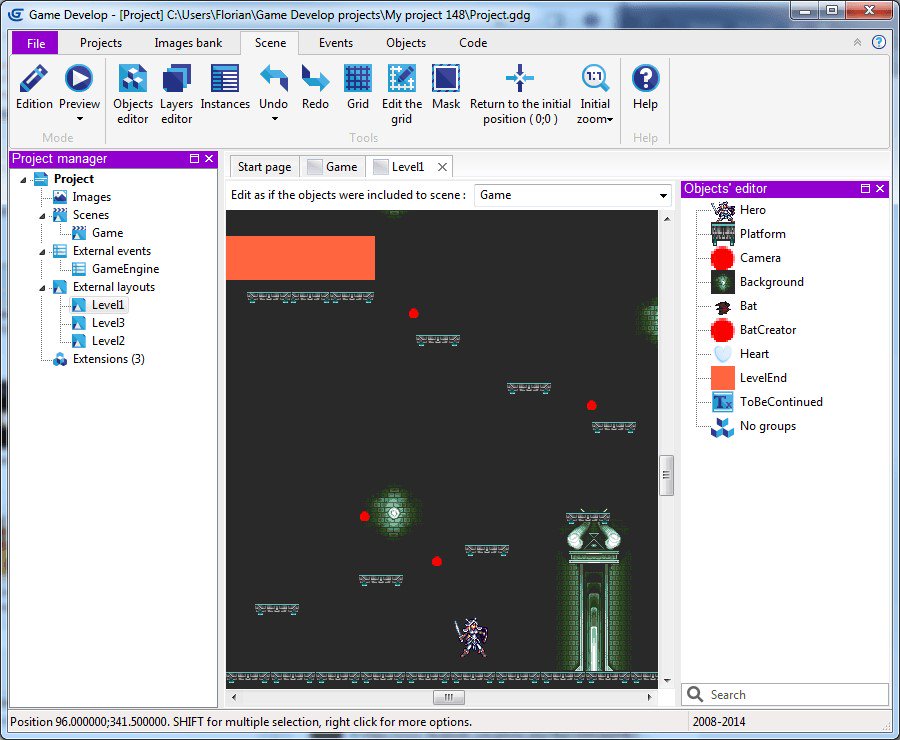 Game Develop - [Project] C:\Users\Florian\Game Develop projects\My project 148\Project.gdg
File Projects Images bank Scene Events Objects Code
Edition Preview Objects editor Layers editor Instances Undo Redo Grid Edit the grid Mask Return to the initial position ( 0;0 ) Initial zoom Help
1:1
Mode Tools Help
Project manager
Project
Images
Scenes
Game
External events
GameEngine
External layouts
Level1
Level3
Level2
Extensions (3)
Start page Game Level1
Edit as if the objects were included to scene : Game
Objects' editor
Hero
Platform
Camera
Background
Bat
BatCreator
Heart
LevelEnd
Tx ToBeContinued
No groups
Search
Position 96.000000;341.500000. SHIFT for multiple selection, right click for more options. 2008-2014